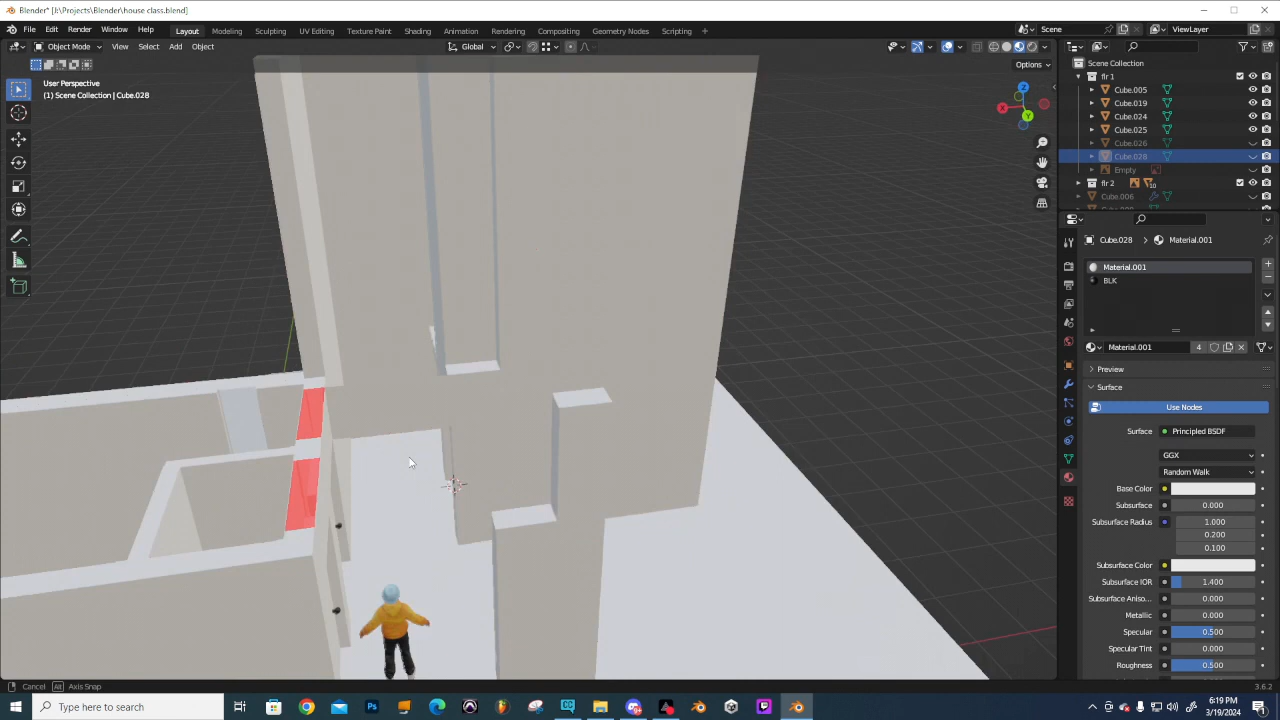 Blender* [J:\Projects\Blender\house class.blend]
File Edit Render Window Help
Layout Modeling Sculpting UV Editing Texture Paint Shading Animation Rendering Compositing Geometry Nodes Scripting +
Scene
ViewLayer
Object Mode View Select Add Object
Global
Options
User Perspective
(1) Scene Collection | Cube.028
Z
X
Y
Scene Collection
flr 1
Cube.005
Cube.019
Cube.024
Cube.025
Cube.026
Cube.028
Empty
flr 2
10
Cube.006
Cube.028 > Material.001
Material.001
BLK
Material.001 4
Preview
Surface
Use Nodes
Surface Principled BSDF
GGX
Random Walk
Base Color
Subsurface 0.000
Subsurface Radius 1.000
0.200
0.100
Subsurface Color
Subsurface IOR 1.400
Subsurface Aniso... 0.000
Metallic 0.000
Specular 0.500
Specular Tint 0.000
Roughness 0.500
Cancel Alt Axis Snap
3.6.2
Type here to search
6:19 PM
3/19/2024